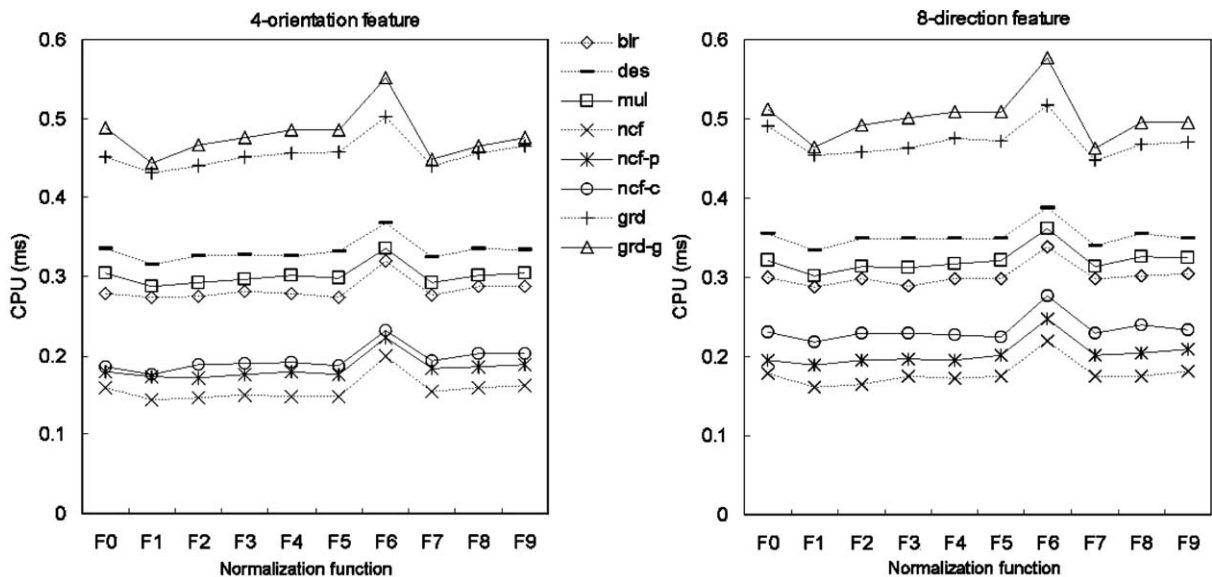 4-orientation feature
0.6
0.5
0.4
0.3
0.2
0.1
0
CPU (ms)
F0 F1 F2 F3 F4 F5 F6 F7 F8 F9
Normalization function
blr
des
mul
ncf
ncf-p
ncf-c
grd
grd-g
8-direction feature
0.6
0.5
0.4
0.3
0.2
0.1
0
CPU (ms)
F0 F1 F2 F3 F4 F5 F6 F7 F8 F9
Normalization function